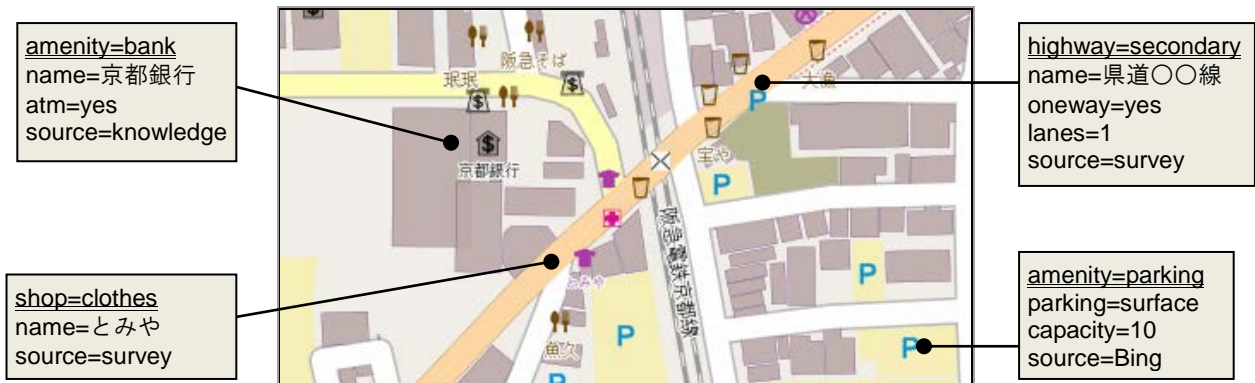 amenity=bank
name=京都銀行
atm=yes
source=knowledge
shop=clothes
name=とみや
source=survey
阪急そば
珉珉
京都銀行
大漁
P
宝や
P
阪急電鉄京都線
とみや
P
魚久
P
P
P
highway=secondary
name=県道〇〇線
oneway=yes
lanes=1
source=survey
amenity=parking
parking=surface
capacity=10
source=Bing